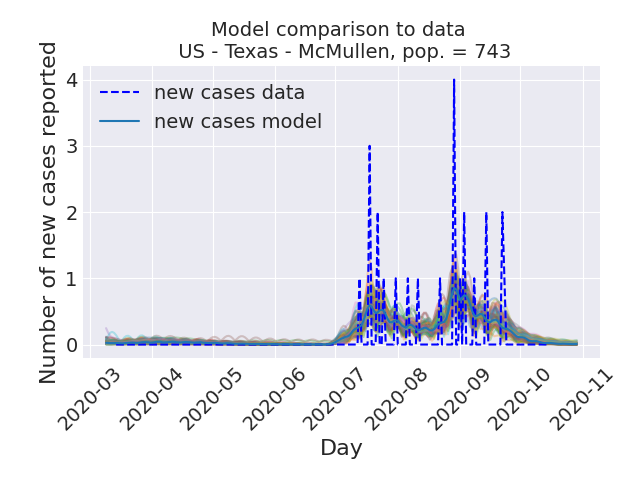 Model comparison to data
US - Texas - McMullen, pop. = 743
Number of new cases reported
4
3
2
1
0
new cases data
new cases model
2020-03
2020-04
2020-05
2020-06
2020-07
2020-08
2020-09
2020-10
2020-11
Day